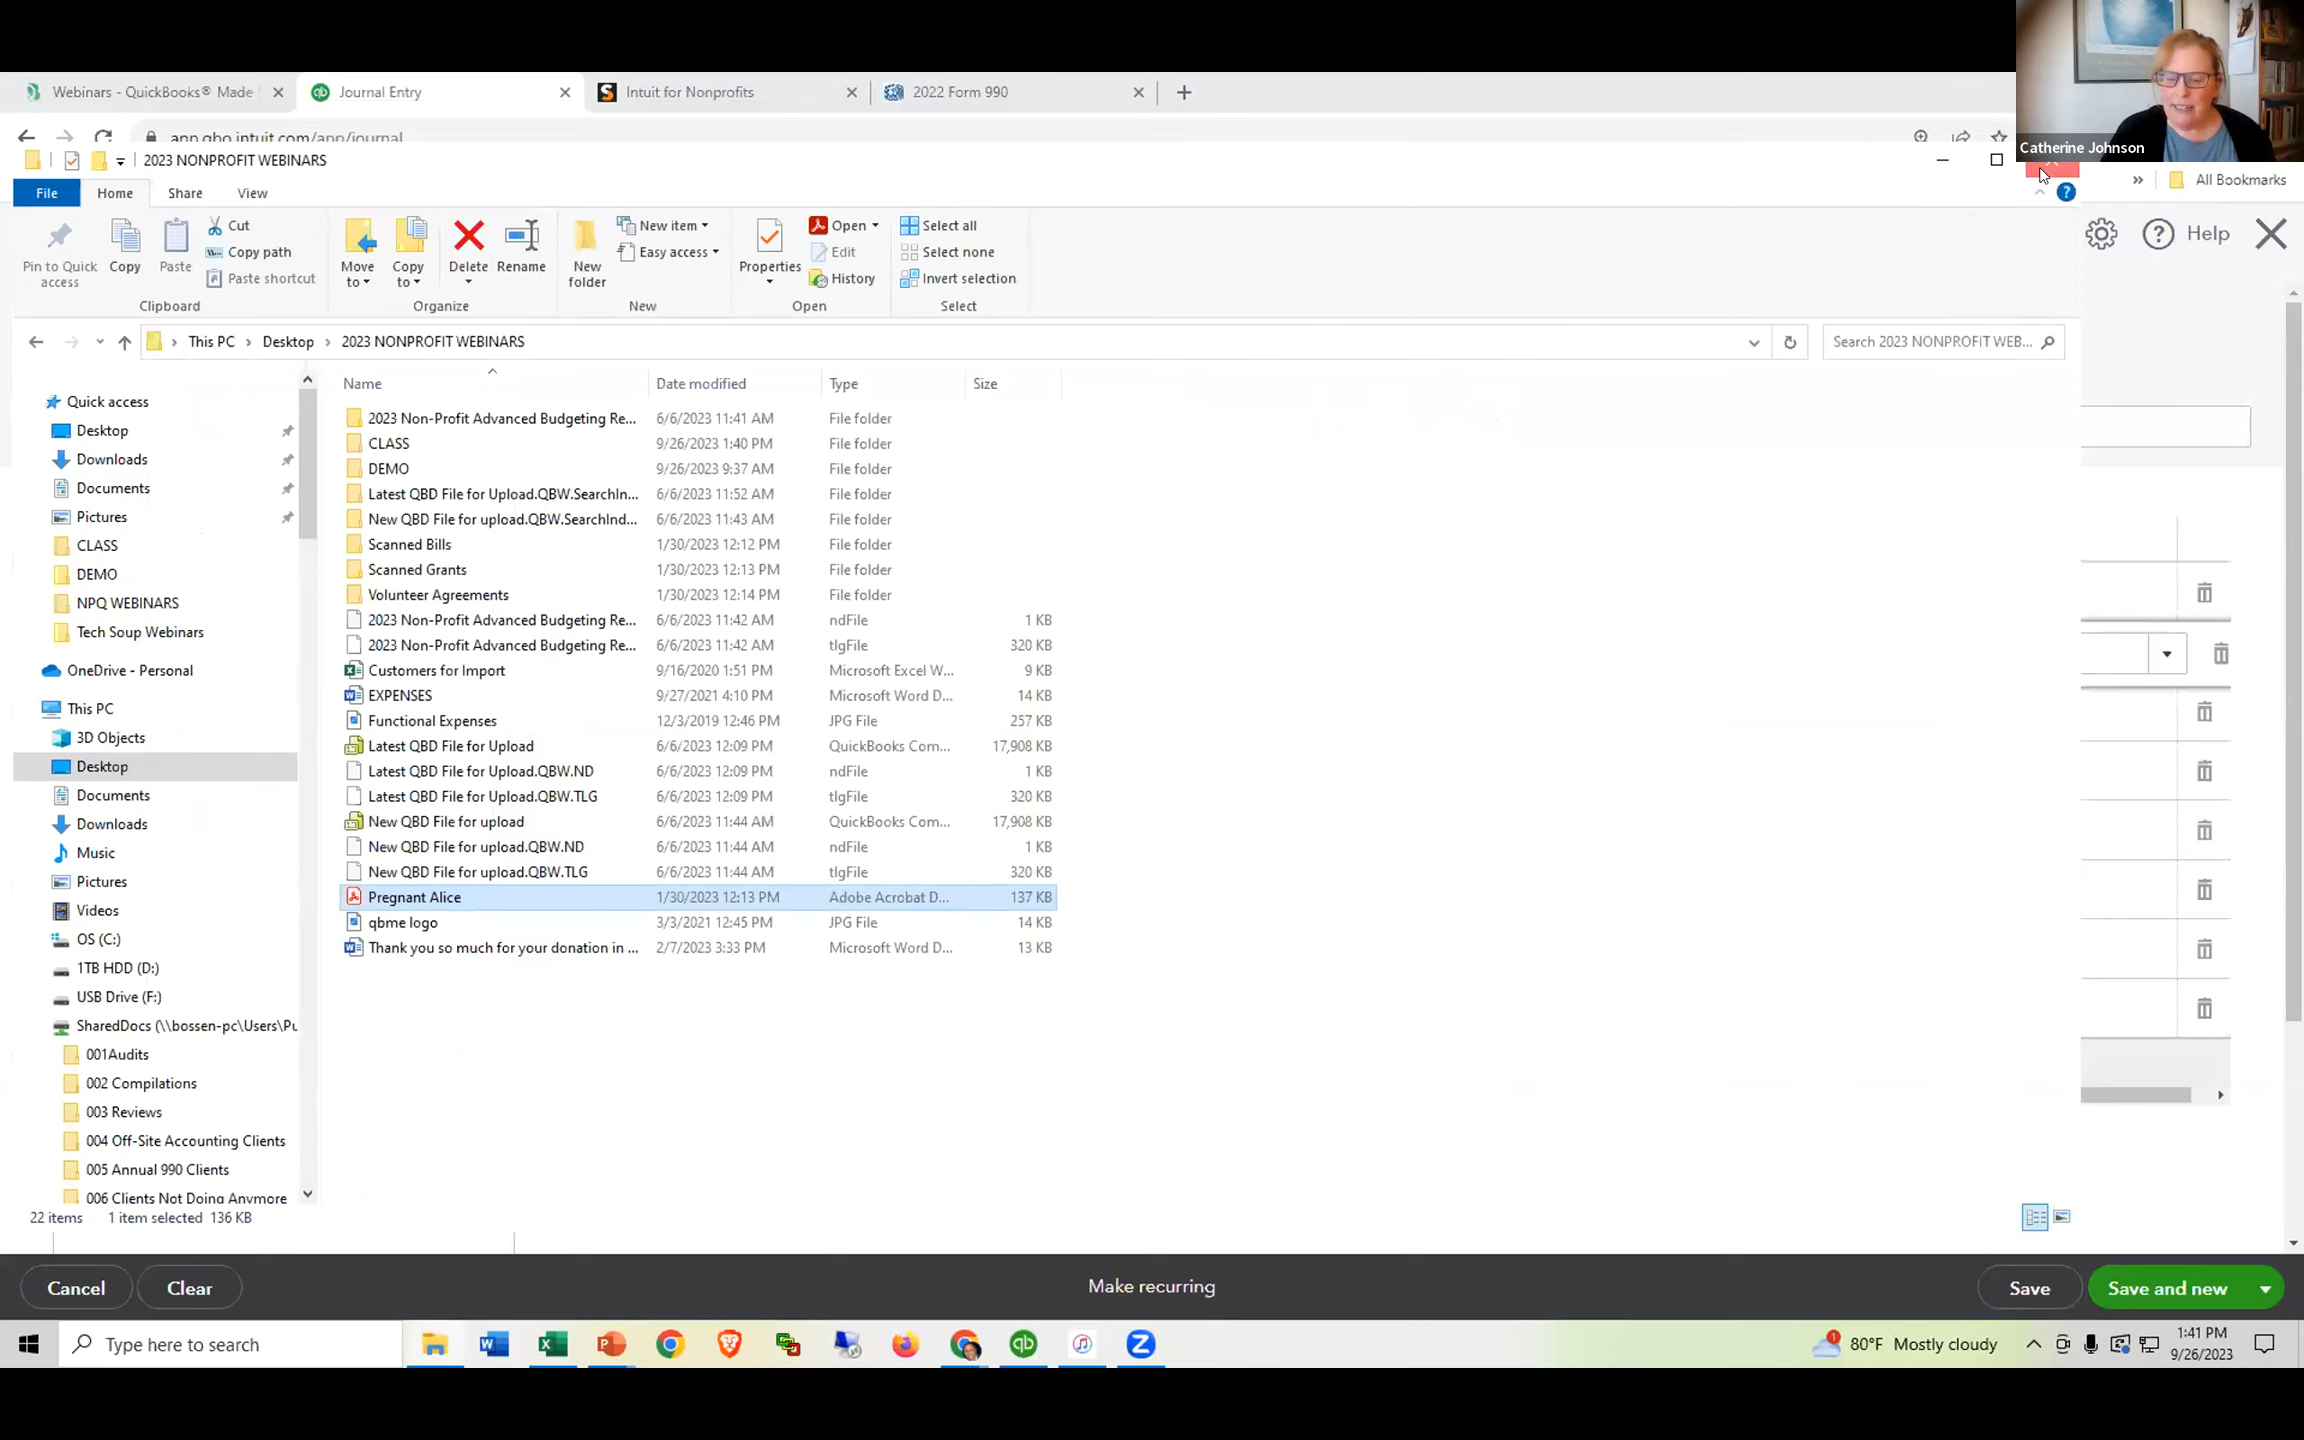 Webinars - QuickBooks® Made
Journal Entry
Intuit for Nonprofits
2022 Form 990
app.qbo.intuit.com/app/journal
Catherine Johnson
2023 NONPROFIT WEBINARS
File Home Share View
All Bookmarks
Help
Pin to Quick access
Copy
Paste
Cut
Copy path
Paste shortcut
Move to
Copy to
Delete
Rename
New folder
New item
Easy access
Properties
Open
Edit
History
Select all
Select none
Invert selection
Clipboard Organize New Open Select
This PC > Desktop > 2023 NONPROFIT WEBINARS
Search 2023 NONPROFIT WEB...
Quick access
Desktop
Downloads
Documents
Pictures
CLASS
DEMO
NPQ WEBINARS
Tech Soup Webinars
OneDrive - Personal
This PC
3D Objects
Desktop
Documents
Downloads
Music
Pictures
Videos
OS (C:)
1TB HDD (D:)
USB Drive (F:)
SharedDocs (\\bossen-pc\Users\Pu
001Audits
002 Compilations
003 Reviews
004 Off-Site Accounting Clients
005 Annual 990 Clients
006 Clients Not Doing Anymore
Name Date modified Type Size
2023 Non-Profit Advanced Budgeting Re... 6/6/2023 11:41 AM File folder
CLASS 9/26/2023 1:40 PM File folder
DEMO 9/26/2023 9:37 AM File folder
Latest QBD File for Upload.QBW.SearchIn... 6/6/2023 11:52 AM File folder
New QBD File for upload.QBW.SearchInd... 6/6/2023 11:43 AM File folder
Scanned Bills 1/30/2023 12:12 PM File folder
Scanned Grants 1/30/2023 12:13 PM File folder
Volunteer Agreements 1/30/2023 12:14 PM File folder
2023 Non-Profit Advanced Budgeting Re... 6/6/2023 11:42 AM ndFile 1 KB
2023 Non-Profit Advanced Budgeting Re... 6/6/2023 11:42 AM tlgFile 320 KB
Customers for Import 9/16/2020 1:51 PM Microsoft Excel W... 9 KB
EXPENSES 9/27/2021 4:10 PM Microsoft Word D... 14 KB
Functional Expenses 12/3/2019 12:46 PM JPG File 257 KB
Latest QBD File for Upload 6/6/2023 12:09 PM QuickBooks Com... 17,908 KB
Latest QBD File for Upload.QBW.ND 6/6/2023 12:09 PM ndFile 1 KB
Latest QBD File for Upload.QBW.TLG 6/6/2023 12:09 PM tlgFile 320 KB
New QBD File for upload 6/6/2023 11:44 AM QuickBooks Com... 17,908 KB
New QBD File for upload.QBW.ND 6/6/2023 11:44 AM ndFile 1 KB
New QBD File for upload.QBW.TLG 6/6/2023 11:44 AM tlgFile 320 KB
Pregnant Alice 1/30/2023 12:13 PM Adobe Acrobat D... 137 KB
qbme logo 3/3/2021 12:45 PM JPG File 14 KB
Thank you so much for your donation in ... 2/7/2023 3:33 PM Microsoft Word D... 13 KB
22 items 1 item selected 136 KB
Cancel Clear Make recurring Save Save and new
Type here to search
80°F Mostly cloudy
1:41 PM
9/26/2023